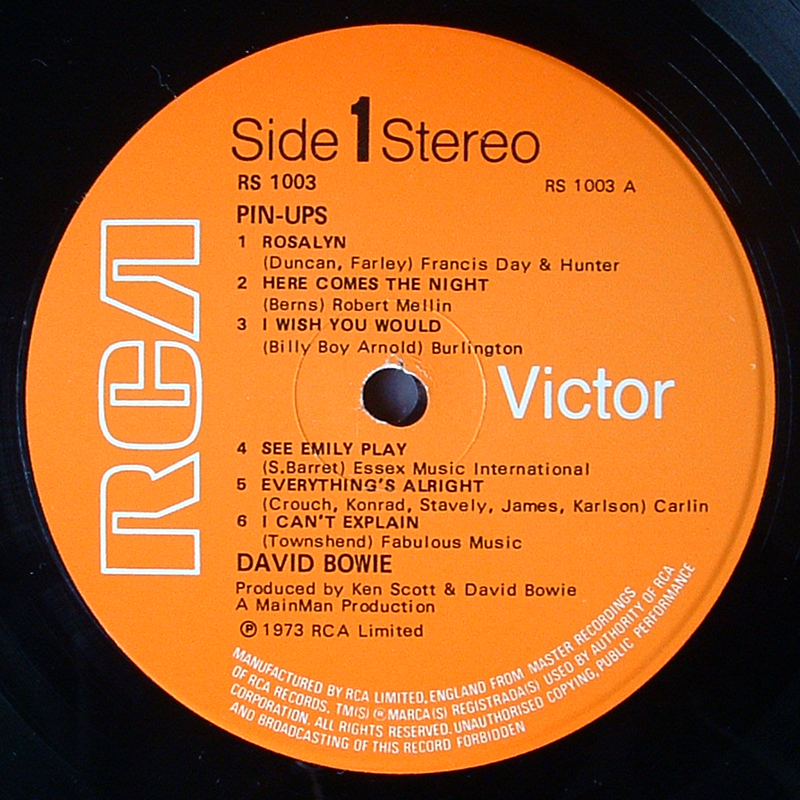 Side 1 Stereo
RS 1003 RS 1003 A
PIN-UPS
1 ROSALYN
(Duncan, Farley) Francis Day & Hunter
2 HERE COMES THE NIGHT
(Berns) Robert Mellin
3 I WISH YOU WOULD
(Billy Boy Arnold) Burlington
RCA
Victor
4 SEE EMILY PLAY
(S.Barret) Essex Music International
5 EVERYTHING'S ALRIGHT
(Crouch, Konrad, Stavely, James, Karlson) Carlin
6 I CAN'T EXPLAIN
(Townshend) Fabulous Music
DAVID BOWIE
Produced by Ken Scott & David Bowie
A MainMan Production
℗ 1973 RCA Limited
MANUFACTURED BY RCA LIMITED, ENGLAND FROM MASTER RECORDINGS
OF RCA RECORDS. TM(S) ® MARCA(S) REGISTRADA(S) USED BY AUTHORITY OF RCA
CORPORATION. ALL RIGHTS RESERVED. UNAUTHORISED COPYING, PUBLIC PERFORMANCE
AND BROADCASTING OF THIS RECORD FORBIDDEN